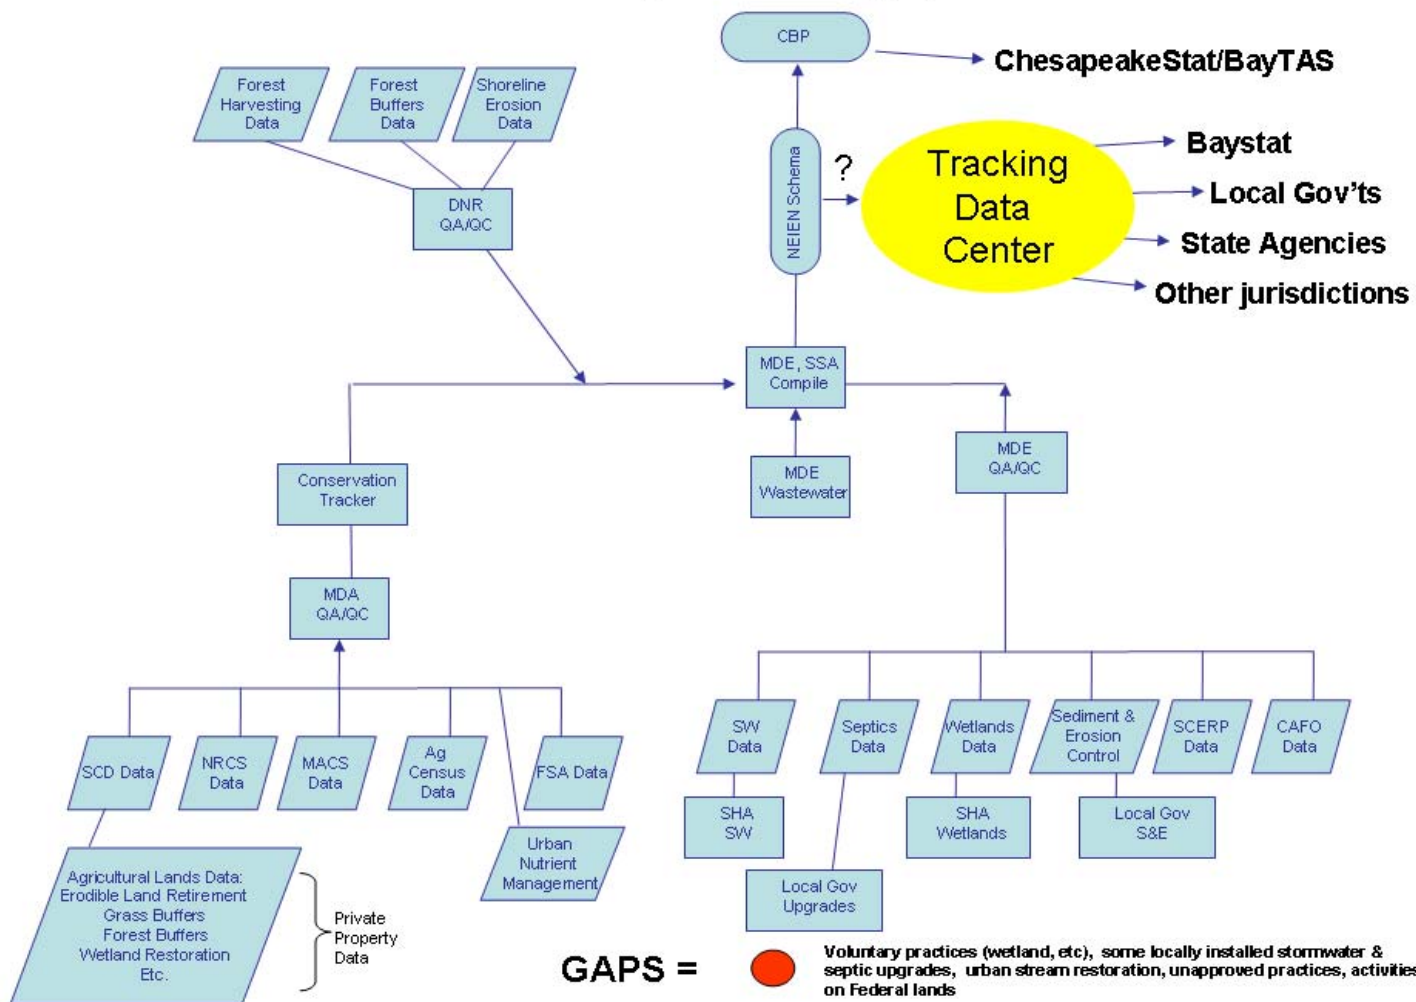 CBP
ChesapeakeStat/BayTAS
Forest
Harvesting
Data
Forest
Buffers
Data
Shoreline
Erosion
Data
NEIEN Schema
?
Tracking
Data
Center
Baystat
Local Gov'ts
State Agencies
Other jurisdictions
DNR
QA/QC
MDE, SSA
Compile
MDE
Wastewater
MDE
QA/QC
Conservation
Tracker
MDA
QA/QC
SCD Data
NRCS
Data
MACS
Data
Ag
Census
Data
FSA Data
Urban
Nutrient
Management
Agricultural Lands Data:
Erodible Land Retirement
Grass Buffers
Forest Buffers
Wetland Restoration
Etc.
Private
Property
Data
SW
Data
Septics
Data
Wetlands
Data
Sediment &
Erosion
Control
SCERP
Data
CAFO
Data
SHA
SW
Local Gov
Upgrades
SHA
Wetlands
Local Gov
S&E
GAPS =
Voluntary practices (wetland, etc), some locally installed stormwater &
septic upgrades, urban stream restoration, unapproved practices, activities
on Federal lands